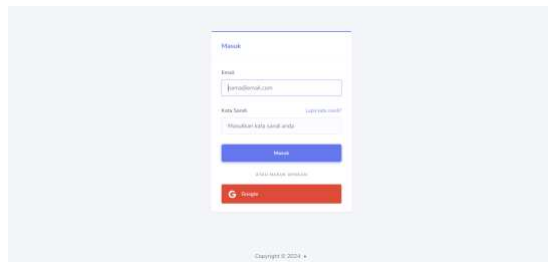 Masuk
Email
nama@email.com
Kata Sandi
Lupa kata sandi?
Masukkan kata sandi anda
Masuk
ATAU MASUK DENGAN
Google
Copyright © 2024